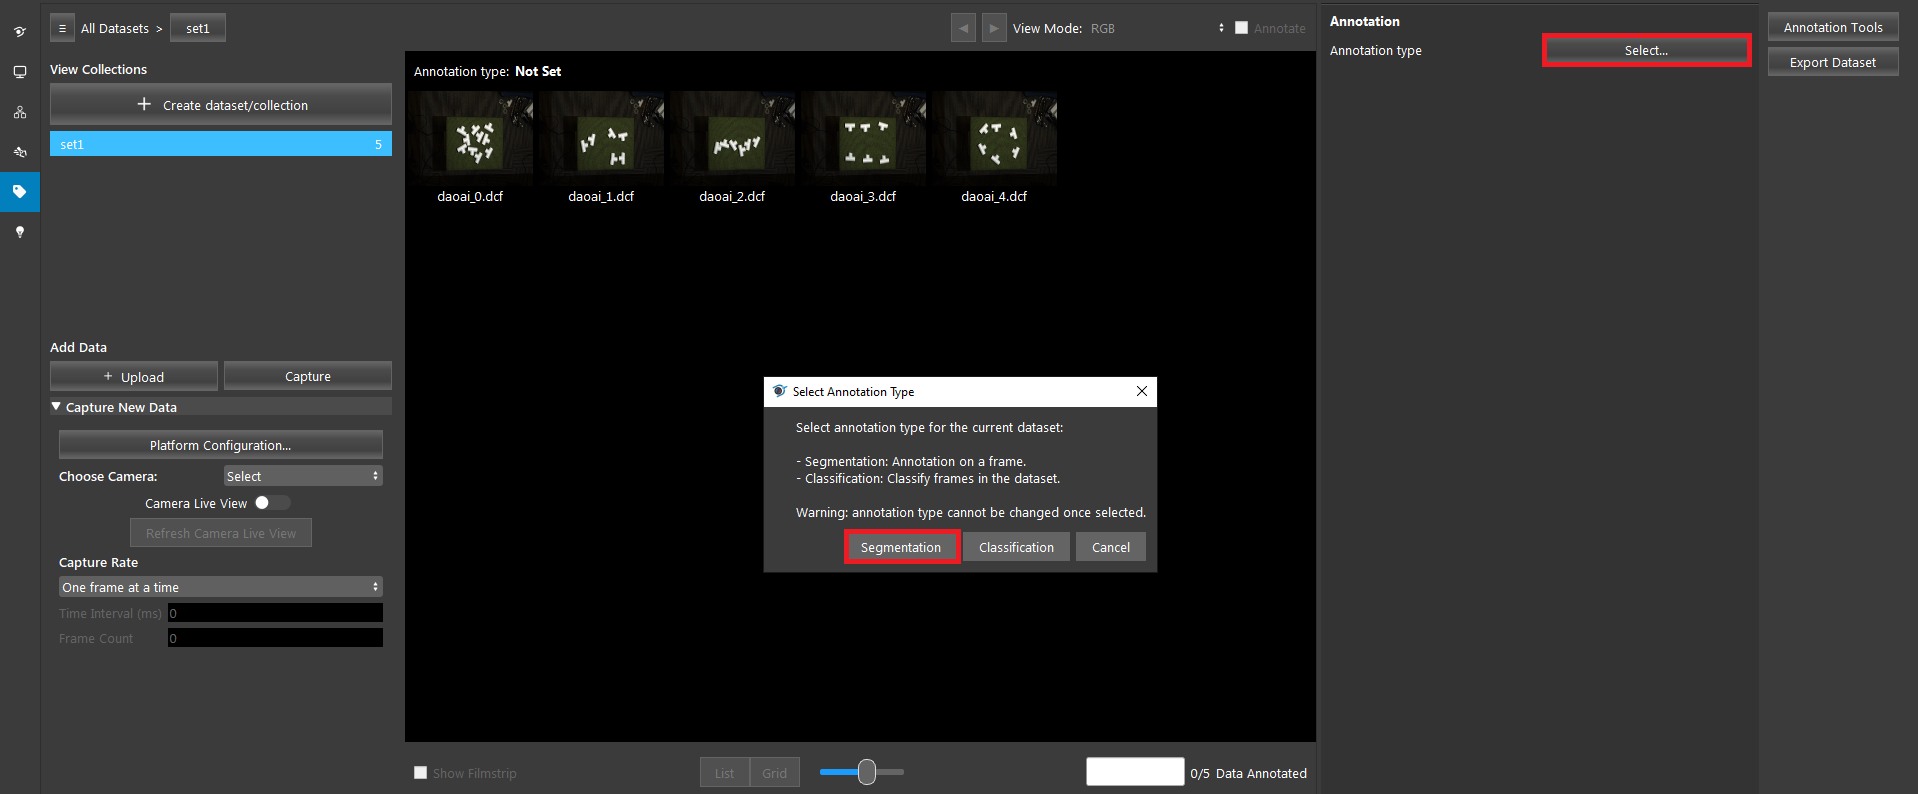 ☰ All Datasets > set1
View Collections
+ Create dataset/collection
set1 5
Add Data
+ Upload Capture
Capture New Data
Platform Configuration...
Choose Camera: Select
Camera Live View
Refresh Camera Live View
Capture Rate
One frame at a time
Time Interval (ms) 0
Frame Count 0
View Mode: RGB Annotate
Annotation type: Not Set
daoai_0.dcf daoai_1.dcf daoai_2.dcf daoai_3.dcf daoai_4.dcf
Select Annotation Type
Select annotation type for the current dataset:
- Segmentation: Annotation on a frame.
- Classification: Classify frames in the dataset.
Warning: annotation type cannot be changed once selected.
Segmentation Classification Cancel
Show Filmstrip List Grid 0/5 Data Annotated
Annotation
Annotation type Select...
Annotation Tools
Export Dataset